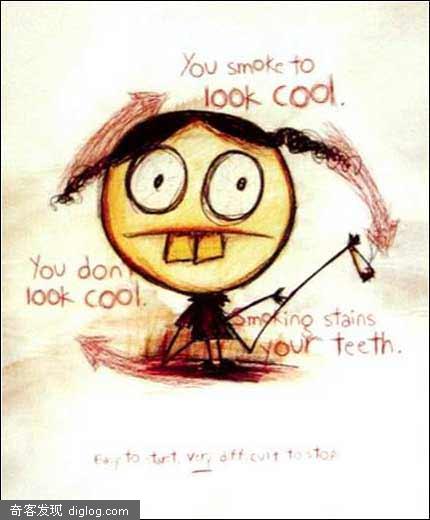 You smoke to
look cool.
Smoking stains
your teeth.
You don't
look cool.
Easy to start, very difficult to stop.
奇客发现 diglog.com